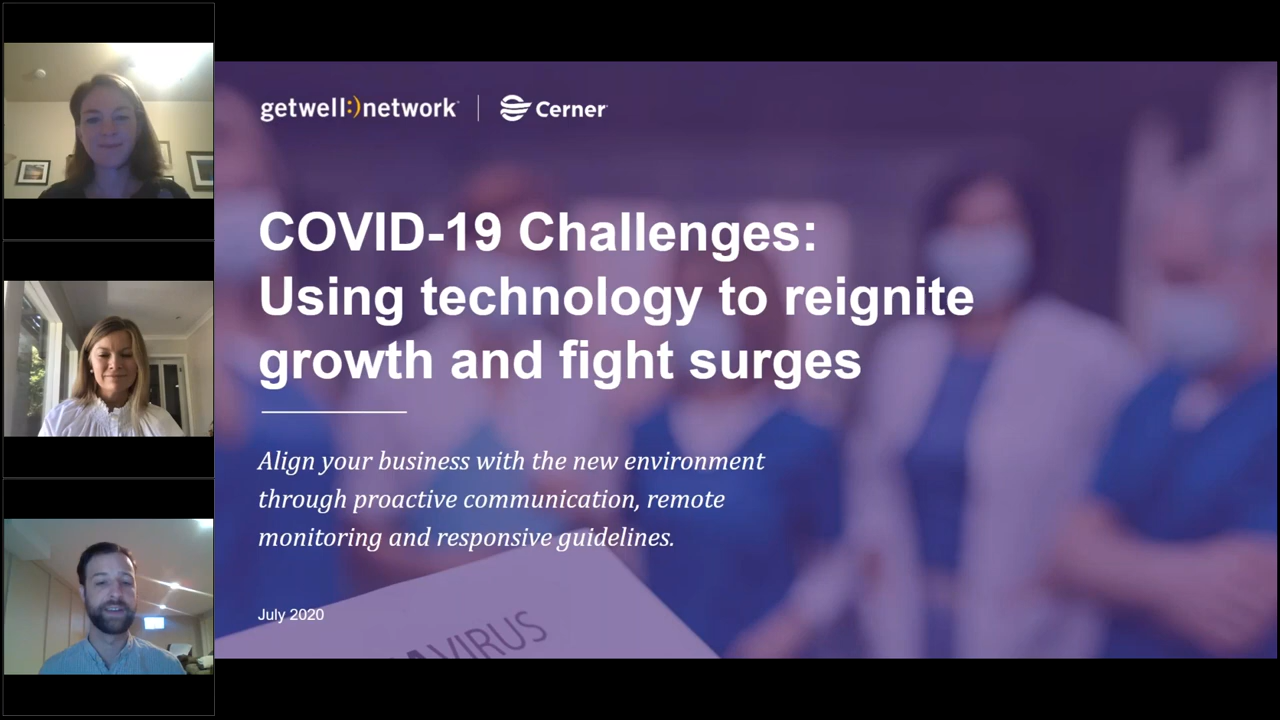 getwell:)network
Cerner
COVID-19 Challenges:
Using technology to reignite
growth and fight surges
Align your business with the new environment
through proactive communication, remote
monitoring and responsive guidelines.
July 2020
AVIRUS